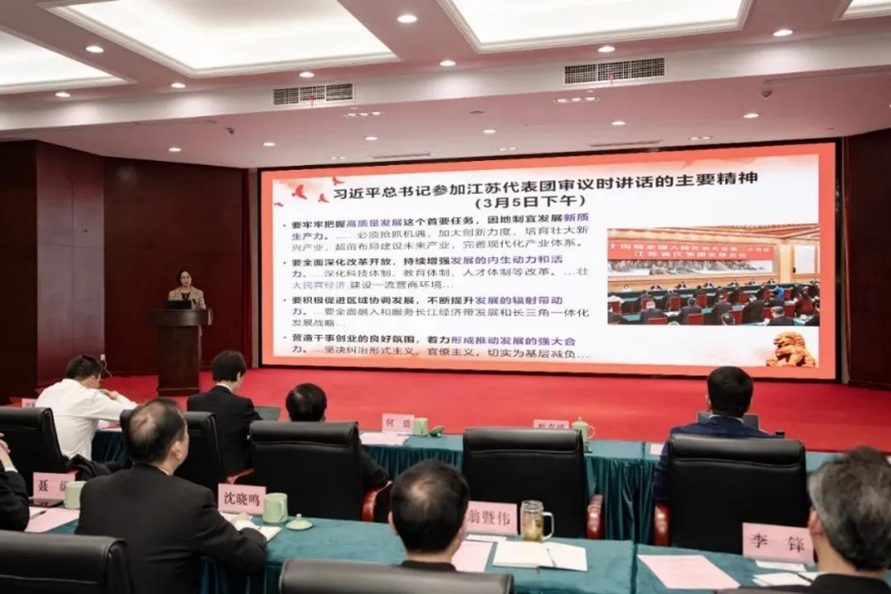 习近平总书记参加江苏代表团审议时讲话的主要精神
(3月5日下午)
• 要牢牢把握高质量发展这个首要任务，因地制宜发展新质
生产力。……必须抢抓机遇，加大创新力度，培育壮大新
兴产业，超前布局建设未来产业，完善现代化产业体系。
• 要全面深化改革开放，持续增强发展的内生动力和活
力。…深化科技体制、教育体制、人才体制等改革。…壮
大民营经济,建设一流营商环境…
• 要积极促进区域协调发展，不断提升发展的辐射带动
力。…要全面融入和服务长江经济带发展和长三角一体化
发展战略…
• 营造干事创业的良好氛围，着力形成推动发展的强大合
力。…坚决纠治形式主义、官僚主义，切实为基层减负…
江苏省代表团全体会议
何
聂
沈晓鸣
翁暨伟
李 锋